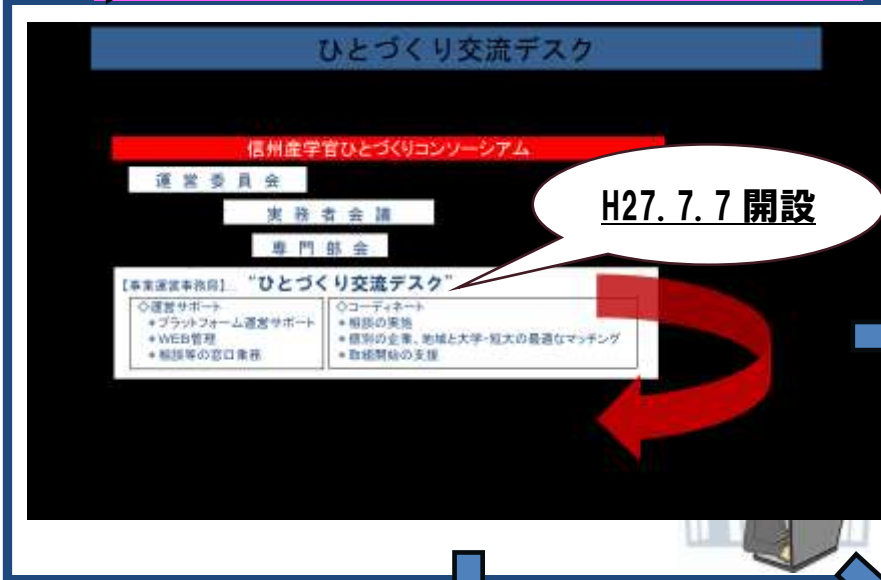 ひとづくり交流デスク
信州産学官ひとづくりコンソーシアム
運営委員会
実務者会議
専門部会
H27.7.7 開設
【事業運営事務局】 “ひとづくり交流デスク”
◇運営サポート
*プラットフォーム運営サポート
*WEB管理
*相談等の窓口業務
◇コーディネート
*相談の実施
*個別の企業、地域と大学・短大の最適なマッチング
*取組開始の支援